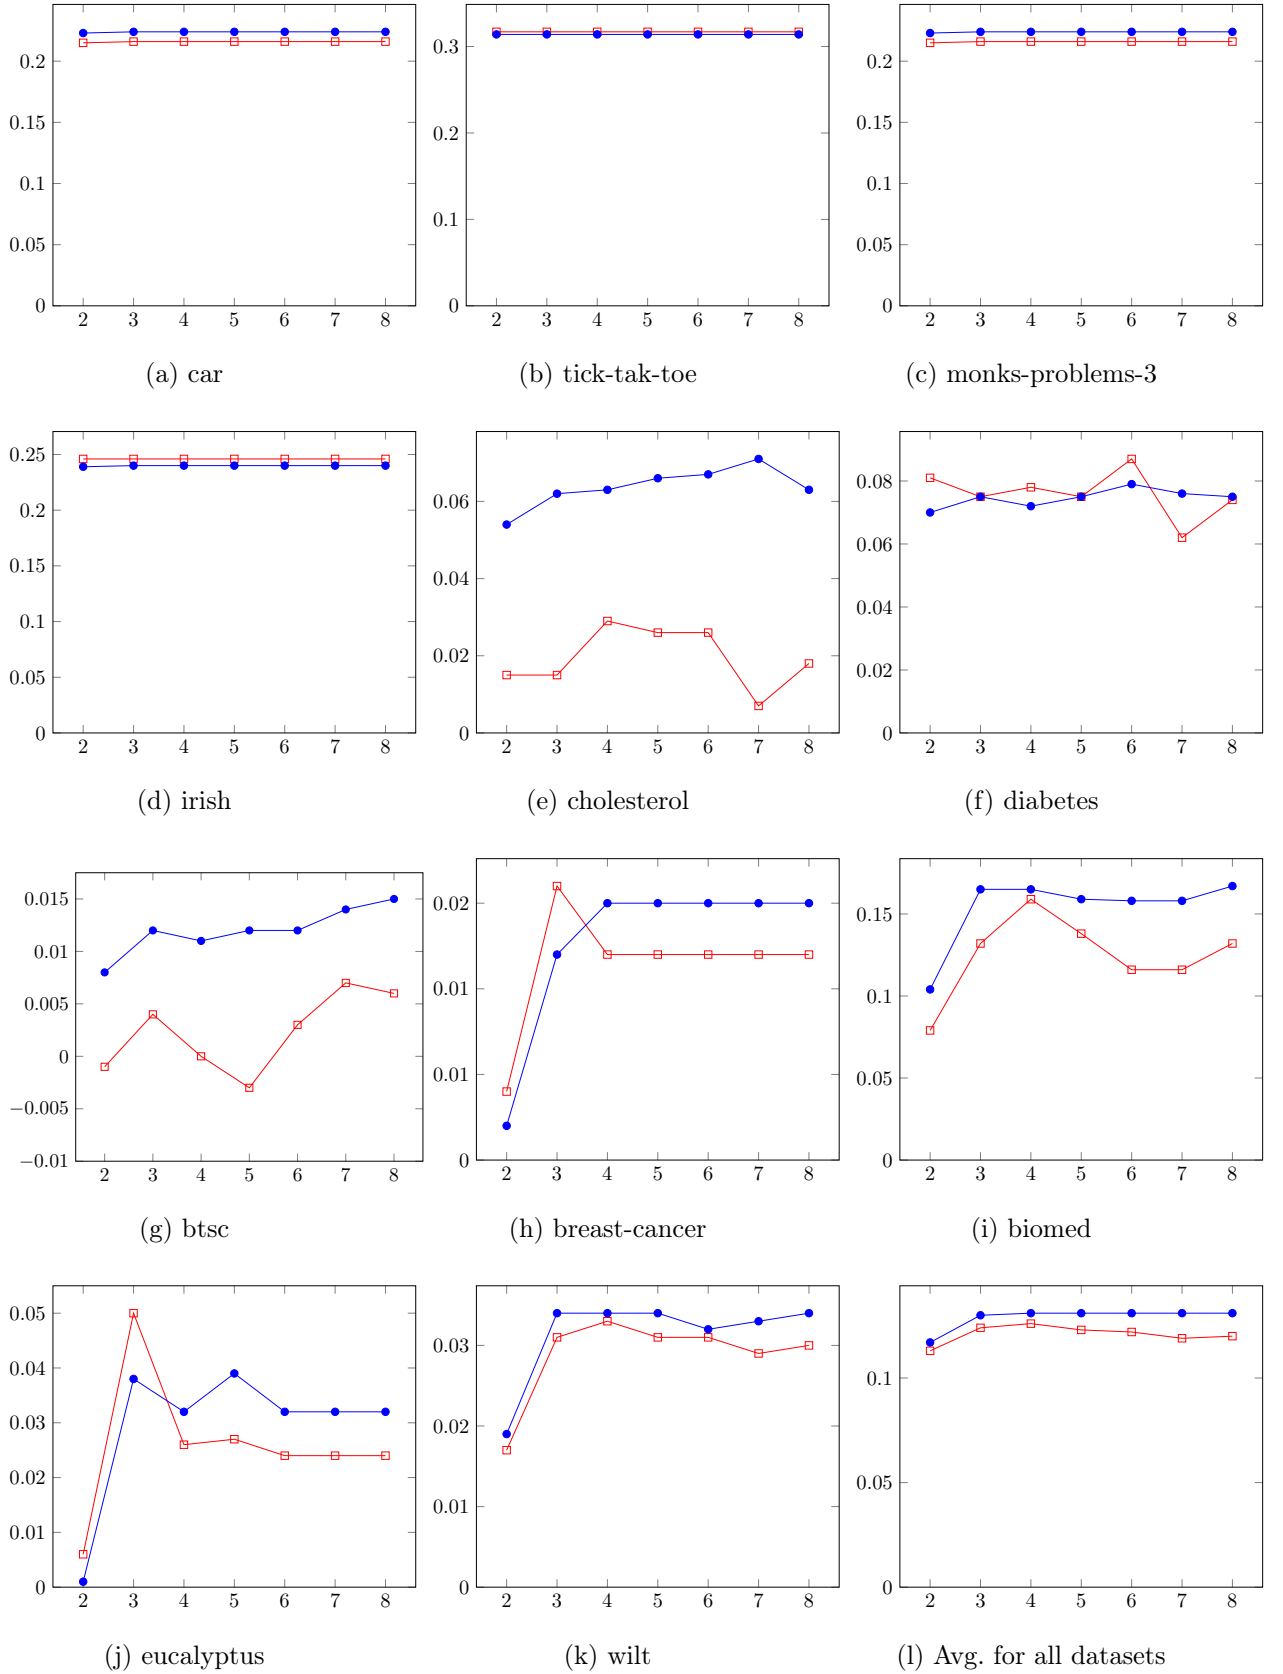 0.2
0.15
0.1
0.05
0
2 3 4 5 6 7 8
(a) car
0.3
0.2
0.1
0
2 3 4 5 6 7 8
(b) tick-tak-toe
0.2
0.15
0.1
0.05
0
2 3 4 5 6 7 8
(c) monks-problems-3
0.25
0.2
0.15
0.1
0.05
0
2 3 4 5 6 7 8
(d) irish
0.06
0.04
0.02
0
2 3 4 5 6 7 8
(e) cholesterol
0.08
0.06
0.04
0.02
0
2 3 4 5 6 7 8
(f) diabetes
0.015
0.01
0.005
0
−0.005
−0.01
2 3 4 5 6 7 8
(g) btsc
0.02
0.01
0.01
0
2 3 4 5 6 7 8
(h) breast-cancer
0.15
0.1
0.05
0
2 3 4 5 6 7 8
(i) biomed
0.05
0.04
0.03
0.02
0.01
0
2 3 4 5 6 7 8
(j) eucalyptus
0.03
0.02
0.01
0
2 3 4 5 6 7 8
(k) wilt
0.1
0.05
0
2 3 4 5 6 7 8
(l) Avg. for all datasets